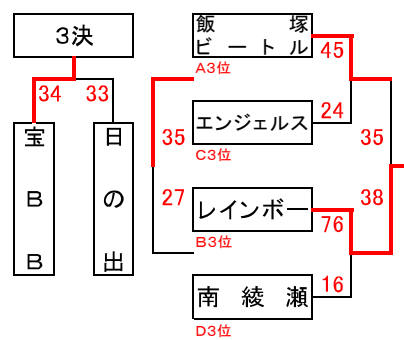 3決
34 33
宝BB
日の出
飯塚
ビートル
A3位
45
エンジェルス
24
C3位
35 35
27 38
レインボー
B3位
76
南綾瀬
16
D3位